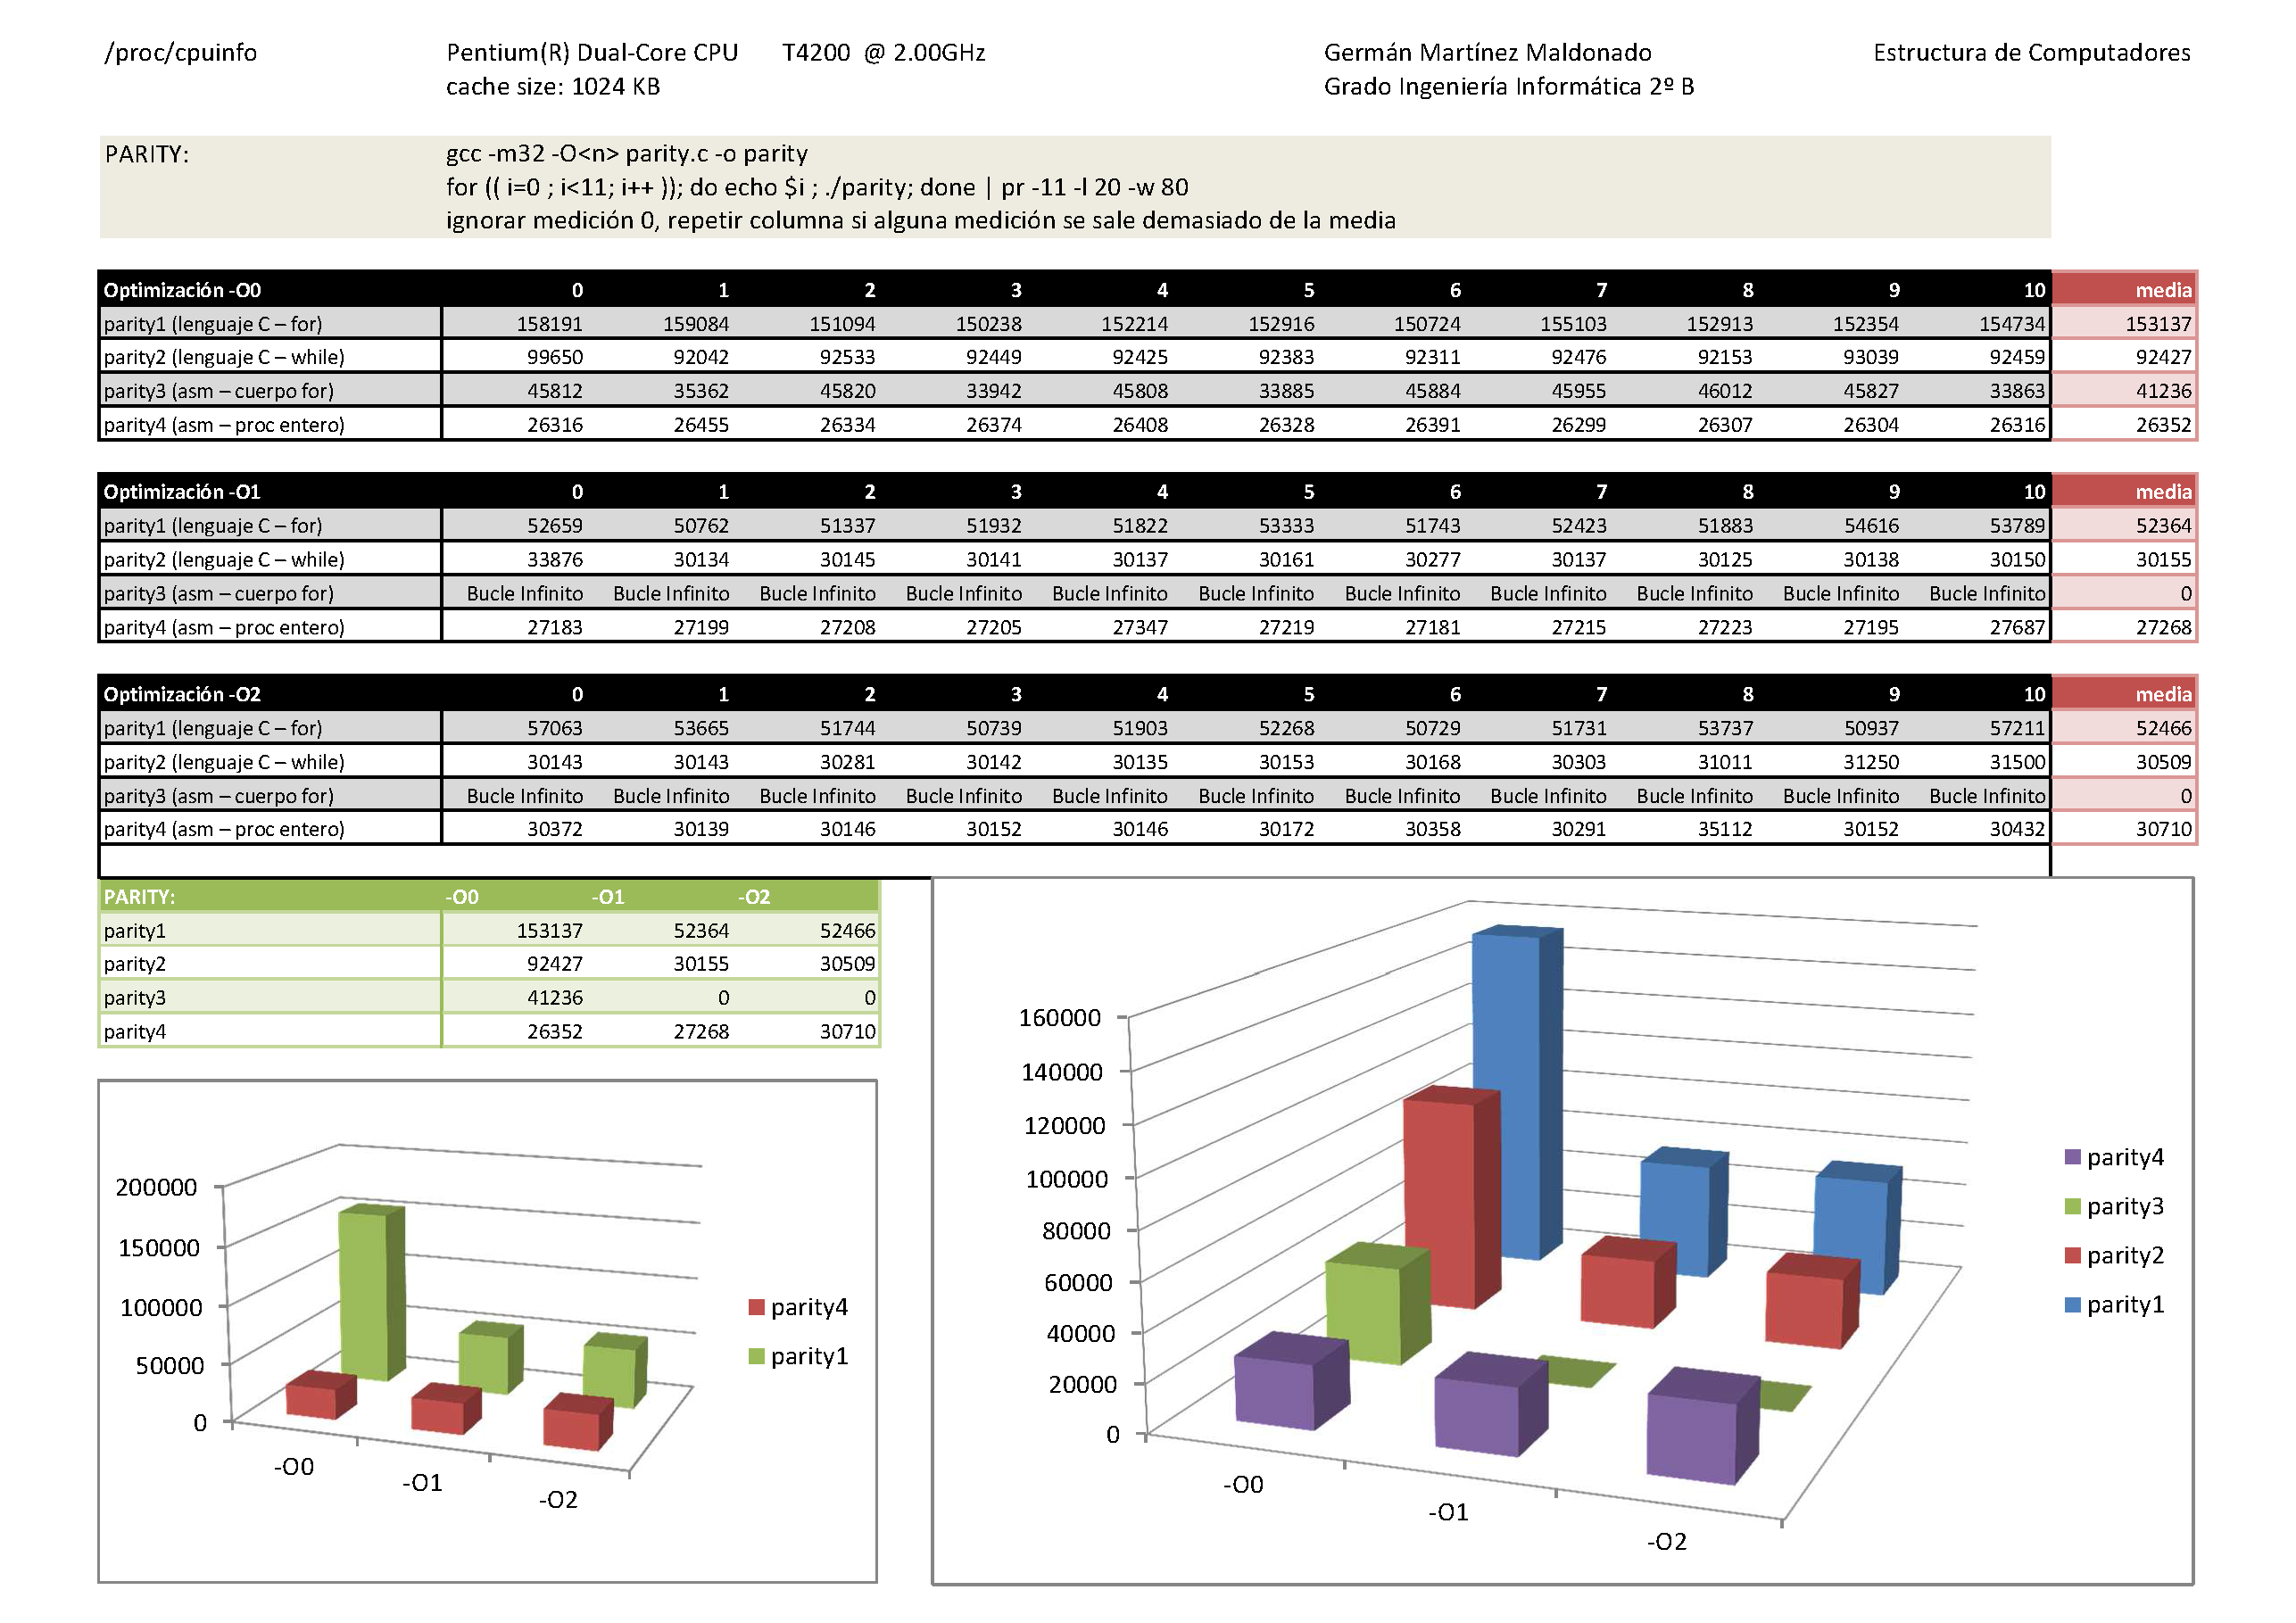 /proc/cpuinfo Pentium(R) Dual-Core CPU T4200 @ 2.00GHz Germán Martínez Maldonado Estructura de Computadores
cache size: 1024 KB Grado Ingeniería Informática 2º B
PARITY: gcc -m32 -O<n> parity.c -o parity
for (( i=0 ; i<11; i++ )); do echo $i ; ./parity; done | pr -11 -l 20 -w 80
ignorar medición 0, repetir columna si alguna medición se sale demasiado de la media
Optimización -O0 0 1 2 3 4 5 6 7 8 9 10 media
parity1 (lenguaje C – for) 158191 159084 151094 150238 152214 152916 150724 155103 152913 152354 154734 153137
parity2 (lenguaje C – while) 99650 92042 92533 92449 92425 92383 92311 92476 92153 93039 92459 92427
parity3 (asm – cuerpo for) 45812 35362 45820 33942 45808 33885 45884 45955 46012 45827 33863 41236
parity4 (asm – proc entero) 26316 26455 26334 26374 26408 26328 26391 26299 26307 26304 26316 26352
Optimización -O1 0 1 2 3 4 5 6 7 8 9 10 media
parity1 (lenguaje C – for) 52659 50762 51337 51932 51822 53333 51743 52423 51883 54616 53789 52364
parity2 (lenguaje C – while) 33876 30134 30145 30141 30137 30161 30277 30137 30125 30138 30150 30155
parity3 (asm – cuerpo for) Bucle Infinito Bucle Infinito Bucle Infinito Bucle Infinito Bucle Infinito Bucle Infinito Bucle Infinito Bucle Infinito Bucle Infinito Bucle Infinito Bucle Infinito 0
parity4 (asm – proc entero) 27183 27199 27208 27205 27347 27219 27181 27215 27223 27195 27687 27268
Optimización -O2 0 1 2 3 4 5 6 7 8 9 10 media
parity1 (lenguaje C – for) 57063 53665 51744 50739 51903 52268 50729 51731 53737 50937 57211 52466
parity2 (lenguaje C – while) 30143 30143 30281 30142 30135 30153 30168 30303 31011 31250 31500 30509
parity3 (asm – cuerpo for) Bucle Infinito Bucle Infinito Bucle Infinito Bucle Infinito Bucle Infinito Bucle Infinito Bucle Infinito Bucle Infinito Bucle Infinito Bucle Infinito Bucle Infinito 0
parity4 (asm – proc entero) 30372 30139 30146 30152 30146 30172 30358 30291 35112 30152 30432 30710
PARITY: -O0 -O1 -O2
parity1 153137 52364 52466
parity2 92427 30155 30509
parity3 41236 0 0
parity4 26352 27268 30710
200000
150000
100000
50000
0
-O0
-O1
-O2
parity4
parity1
160000
140000
120000
100000
80000
60000
40000
20000
0
-O0
-O1
-O2
parity4
parity3
parity2
parity1